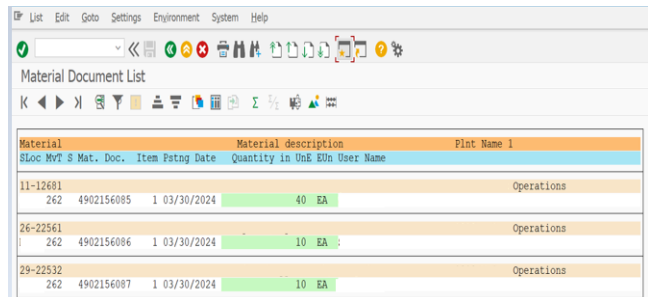 List Edit Goto Settings Environment System Help
Material Document List
Material Material description Plnt Name 1
SLoc MvT S Mat. Doc. Item Pstng Date Quantity in UnE EUn User Name
11-12681 Operations
262 4902156085 1 03/30/2024 40 EA
26-22561 Operations
262 4902156086 1 03/30/2024 10 EA
29-22532 Operations
262 4902156087 1 03/30/2024 10 EA